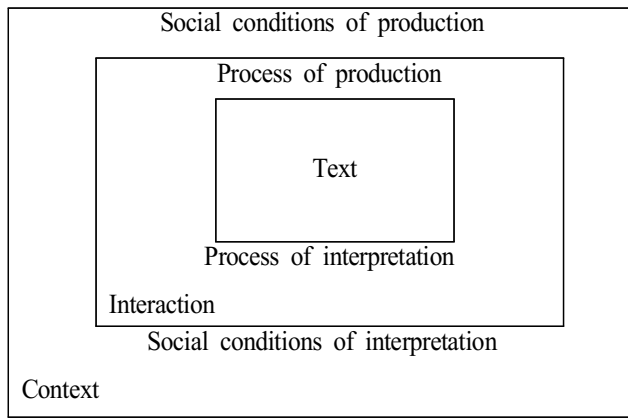 Social conditions of production
Process of production
Text
Process of interpretation
Interaction
Social conditions of interpretation
Context